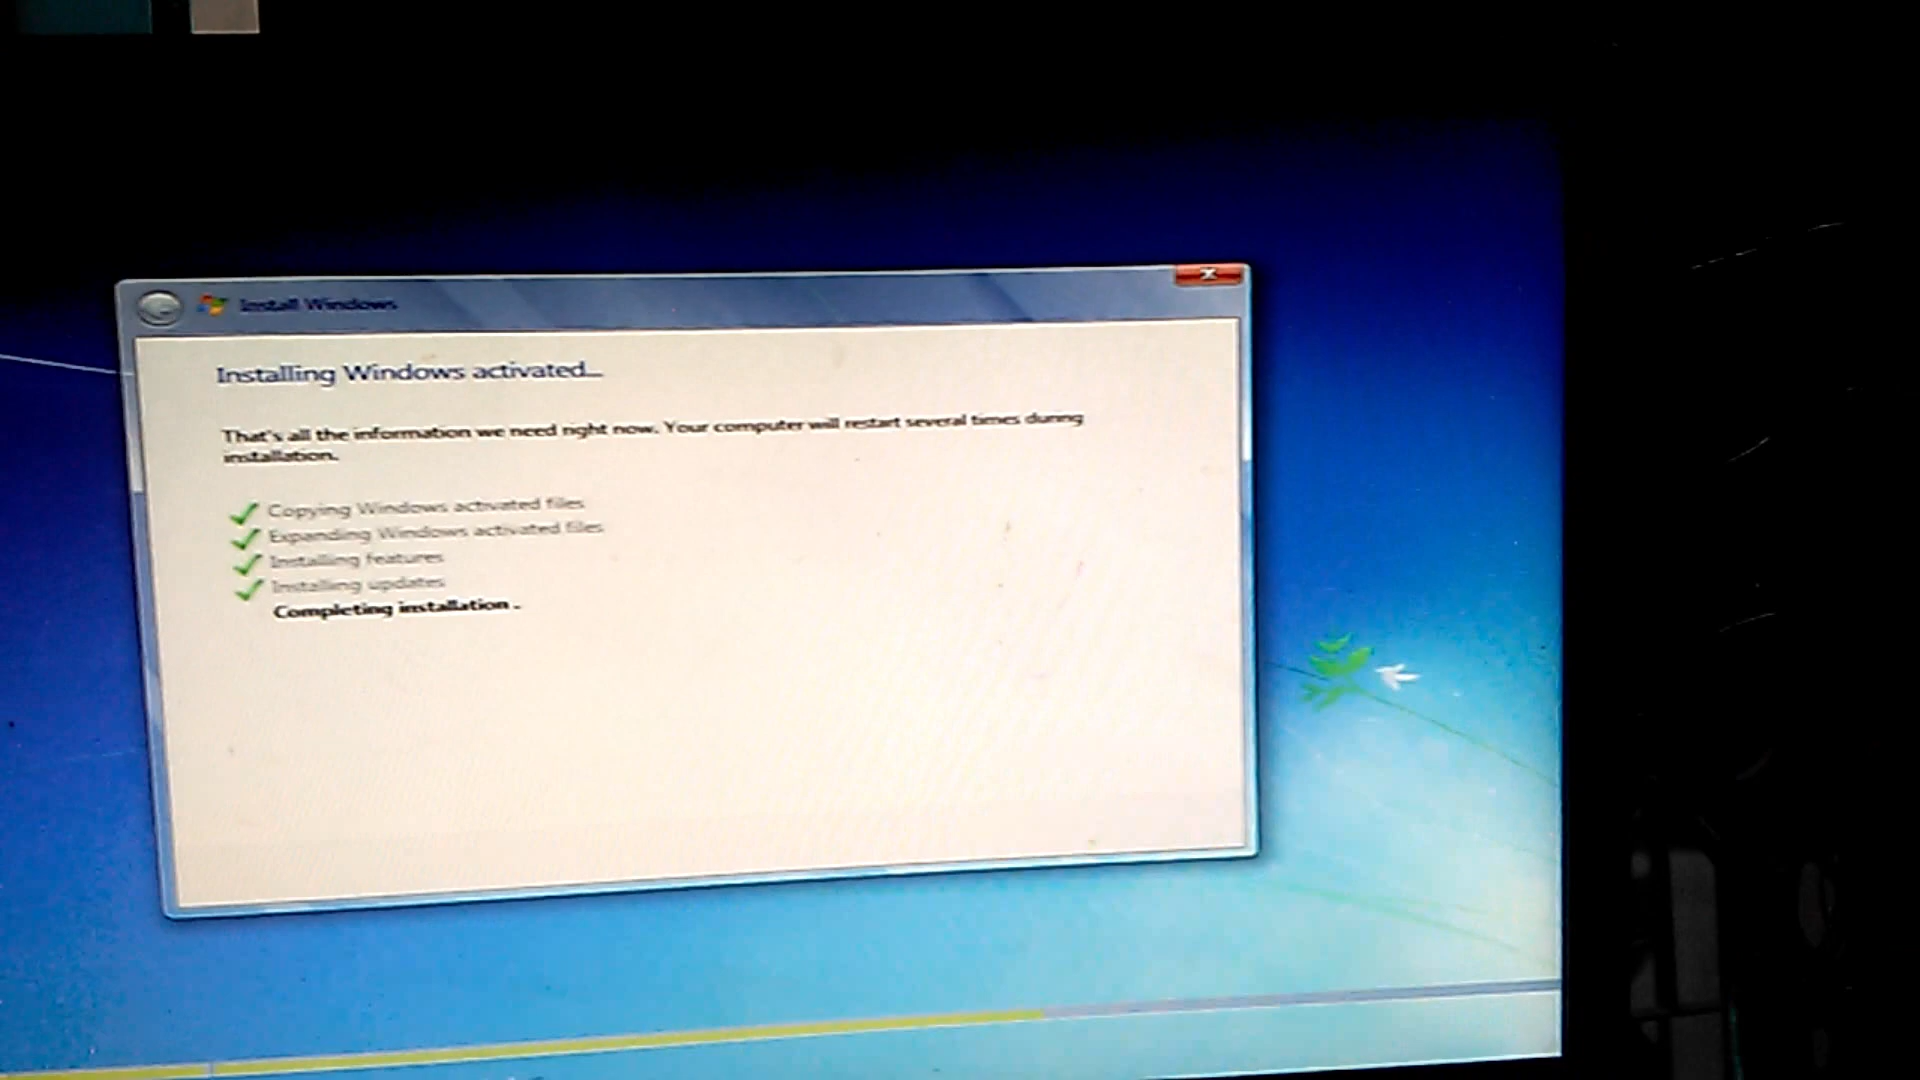 Install Windows
Installing Windows activated...
That's all the information we need right now. Your computer will restart several times during
installation.
Copying Windows activated files
Expanding Windows activated files
Installing features
Installing updates
Completing installation .